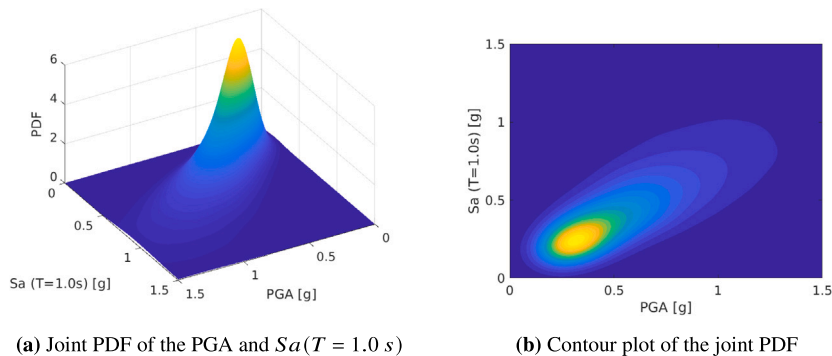 6
4
2
0
PDF
0
0.5
1
1.5
Sa (T=1.0s) [g]
1.5
1
0.5
0
PGA [g]
(a) Joint PDF of the PGA and Sa(T = 1.0 s)
1.5
1
0.5
0
Sa (T=1.0s) [g]
0 0.5 1 1.5
PGA [g]
(b) Contour plot of the joint PDF